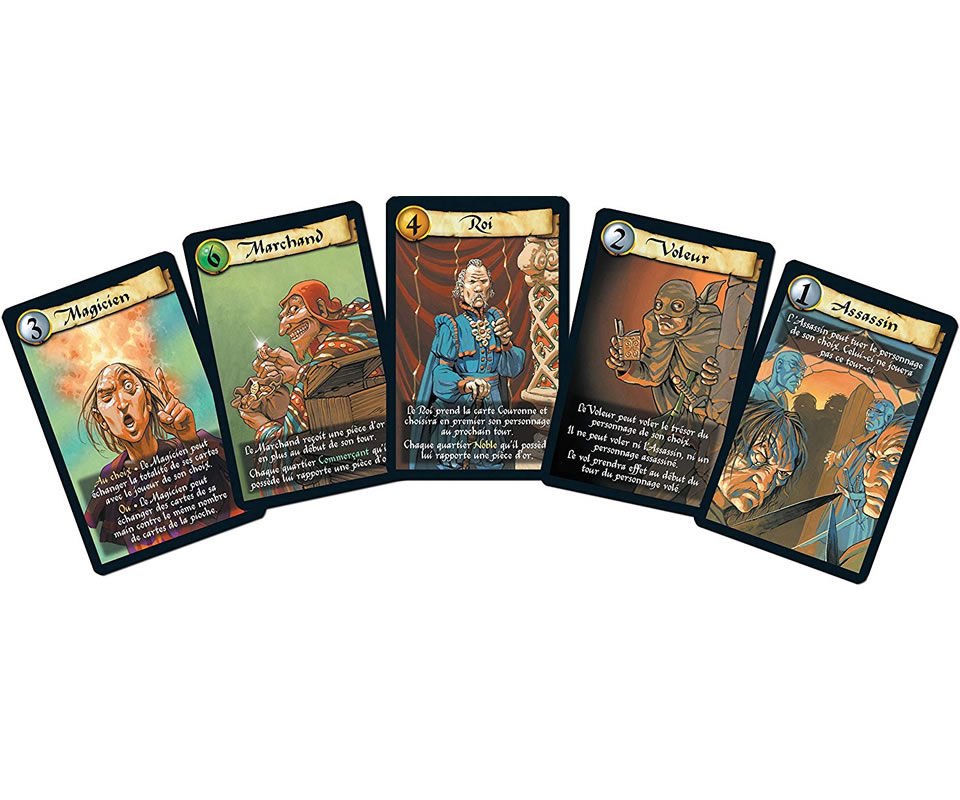 3
Magicien
Au choix • Le Magicien peut
échanger la totalité de ses cartes
avec le joueur de son choix.
Ou • Le Magicien peut
échanger des cartes de sa
main contre le même nombre
de cartes de la pioche.
6
Marchand
Le Marchand reçoit une pièce d'or
en plus au début de son tour.
Chaque quartier Commerçant qu'i
possède lui rapporte une pièce d'o
4
Roi
Le Roi prend la carte Couronne et
choisira en premier son personnage
au prochain tour.
Chaque quartier Noble qu'il possèd
lui rapporte une pièce d'or.
2
Voleur
Le Voleur peut voler le trésor du
personnage de son choix.
Il ne peut voler ni l'Assassin, ni un
personnage assassiné.
Le vol prendra effet au début du
tour du personnage volé.
1
Assassin
L'Assassin peut tuer le personnage
de son choix. Celui-ci ne jouera
pas ce tour-ci.